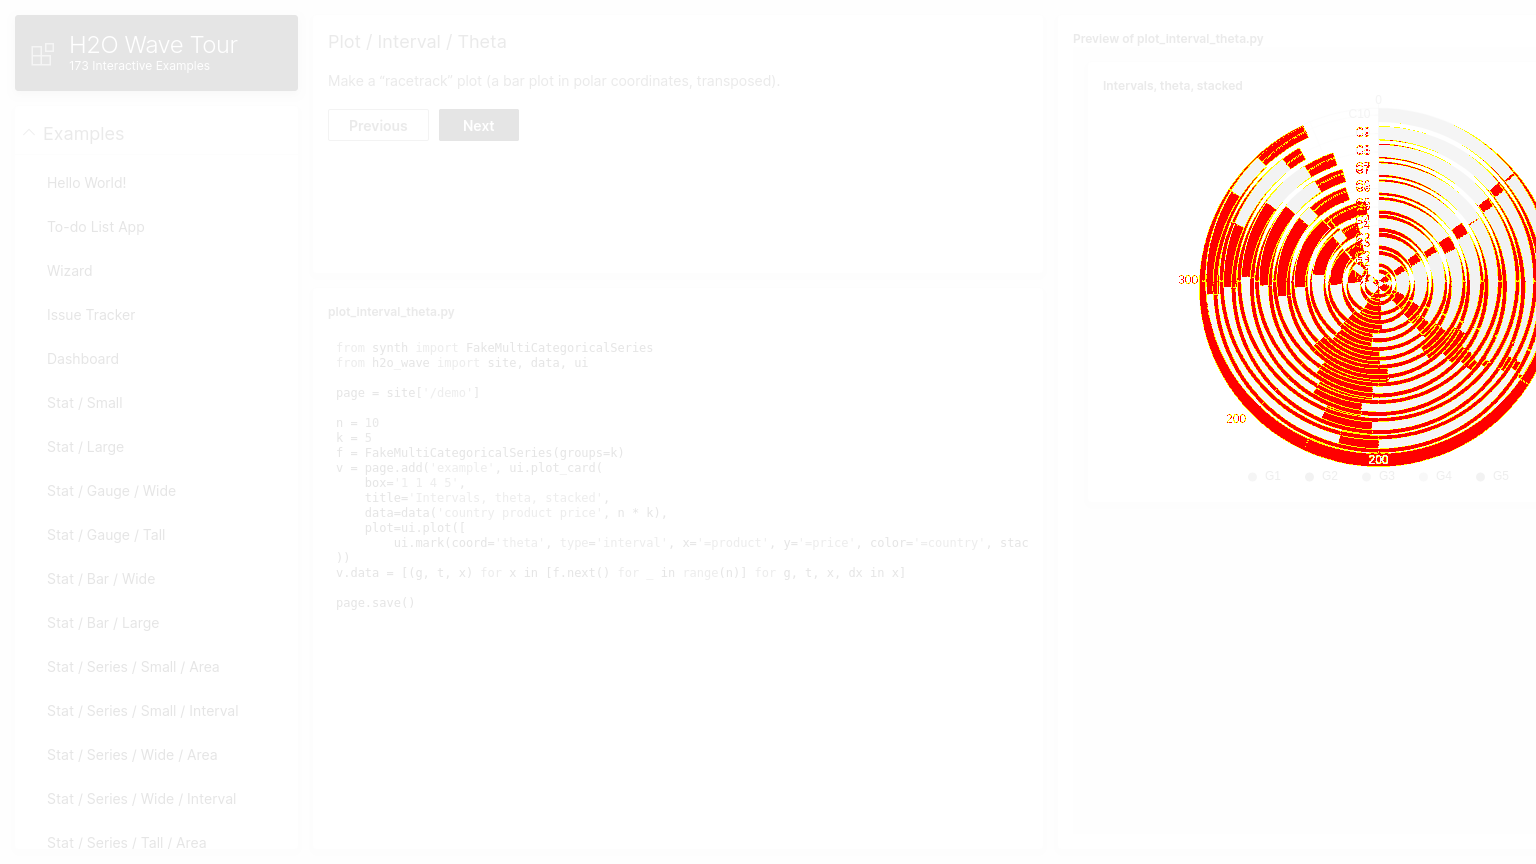 H2O Wave Tour
173 Interactive Examples
Examples
Hello World!
To-do List App
Wizard
Issue Tracker
Dashboard
Stat / Small
Stat / Large
Stat / Gauge / Wide
Stat / Gauge / Tall
Stat / Bar / Wide
Stat / Bar / Large
Stat / Series / Small / Area
Stat / Series / Small / Interval
Stat / Series / Wide / Area
Stat / Series / Wide / Interval
Stat / Series / Tall / Area
Plot / Interval / Theta
Make a “racetrack” plot (a bar plot in polar coordinates, transposed).
Previous
Next
plot_interval_theta.py
from synth import FakeMultiCategoricalSeries
from h2o_wave import site, data, ui
page = site['/demo']
n = 10
k = 5
f = FakeMultiCategoricalSeries(groups=k)
v = page.add('example', ui.plot_card(
box='1 1 4 5',
title='Intervals, theta, stacked',
data=data('country product price', n * k),
plot=ui.plot([
ui.mark(coord='theta', type='interval', x='=product', y='=price', color='=country', stac
))
v.data = [(g, t, x) for x in [f.next() for _ in range(n)] for g, t, x, dx in x]
page.save()
Preview of plot_interval_theta.py
Intervals, theta, stacked
0
C10
300
200
200
G1
G2
G3
G4
G5